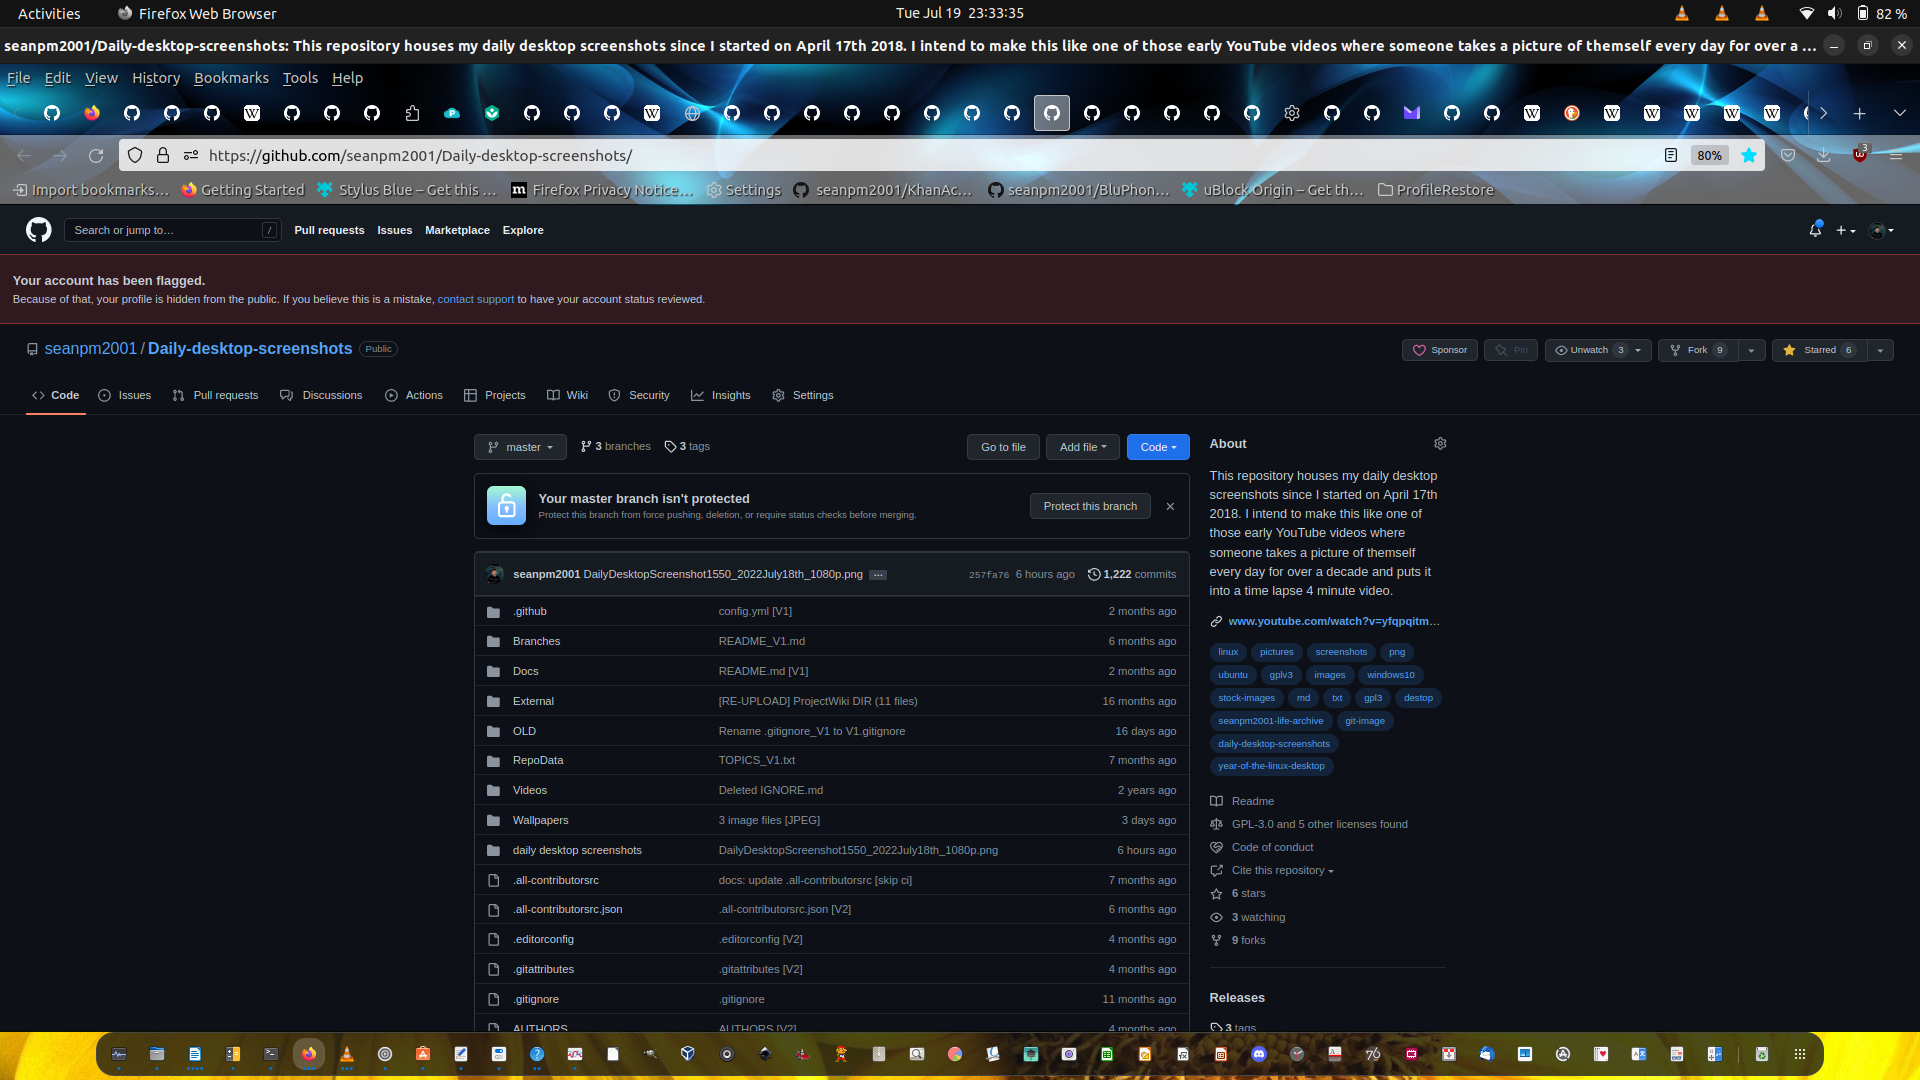 Activities
Firefox Web Browser
Tue Jul 19  23:33:35
82 %
seanpm2001/Daily-desktop-screenshots: This repository houses my daily desktop screenshots since I started on April 17th 2018. I intend to make this like one of those early YouTube videos where someone takes a picture of themself every day for over a …
File Edit View History Bookmarks Tools Help
https://github.com/seanpm2001/Daily-desktop-screenshots/
80%
3
Import bookmarks…
Getting Started
Stylus Blue – Get this …
Firefox Privacy Notice…
Settings
seanpm2001/KhanAc…
seanpm2001/BluPhon…
uBlock Origin – Get th…
ProfileRestore
Search or jump to…
/
Pull requests
Issues
Marketplace
Explore
Your account has been flagged.
Because of that, your profile is hidden from the public. If you believe this is a mistake, contact support to have your account status reviewed.
seanpm2001 / Daily-desktop-screenshots Public
Sponsor
Pin
Unwatch 3
Fork 9
Starred 6
Code
Issues
Pull requests
Discussions
Actions
Projects
Wiki
Security
Insights
Settings
master
3 branches
3 tags
Go to file
Add file
Code
Your master branch isn't protected
Protect this branch from force pushing, deletion, or require status checks before merging.
Protect this branch
seanpm2001 DailyDesktopScreenshot1550_2022July18th_1080p.png …
257fa76 6 hours ago
1,222 commits
.github config.yml [V1] 2 months ago
Branches README_V1.md 6 months ago
Docs README.md [V1] 2 months ago
External [RE-UPLOAD] ProjectWiki DIR (11 files) 16 months ago
OLD Rename .gitignore_V1 to V1.gitignore 16 days ago
RepoData TOPICS_V1.txt 7 months ago
Videos Deleted IGNORE.md 2 years ago
Wallpapers 3 image files [JPEG] 3 days ago
daily desktop screenshots DailyDesktopScreenshot1550_2022July18th_1080p.png 6 hours ago
.all-contributorsrc docs: update .all-contributorsrc [skip ci] 7 months ago
.all-contributorsrc.json .all-contributorsrc.json [V2] 6 months ago
.editorconfig .editorconfig [V2] 4 months ago
.gitattributes .gitattributes [V2] 4 months ago
.gitignore .gitignore 11 months ago
AUTHORS AUTHORS [V2] 4 months ago
About
This repository houses my daily desktop
screenshots since I started on April 17th
2018. I intend to make this like one of
those early YouTube videos where
someone takes a picture of themself
every day for over a decade and puts it
into a time lapse 4 minute video.
www.youtube.com/watch?v=yfqpqitm…
linux pictures screenshots png
ubuntu gplv3 images windows10
stock-images md txt gpl3 destop
seanpm2001-life-archive git-image
daily-desktop-screenshots
year-of-the-linux-desktop
Readme
GPL-3.0 and 5 other licenses found
Code of conduct
Cite this repository
6 stars
3 watching
9 forks
Releases
3 tags